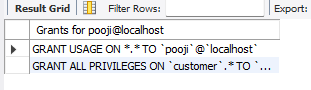 Result Grid
Filter Rows:
Export:
Grants for pooji@localhost
GRANT USAGE ON *.* TO `pooji`@`localhost`
GRANT ALL PRIVILEGES ON `customer`.* TO `...